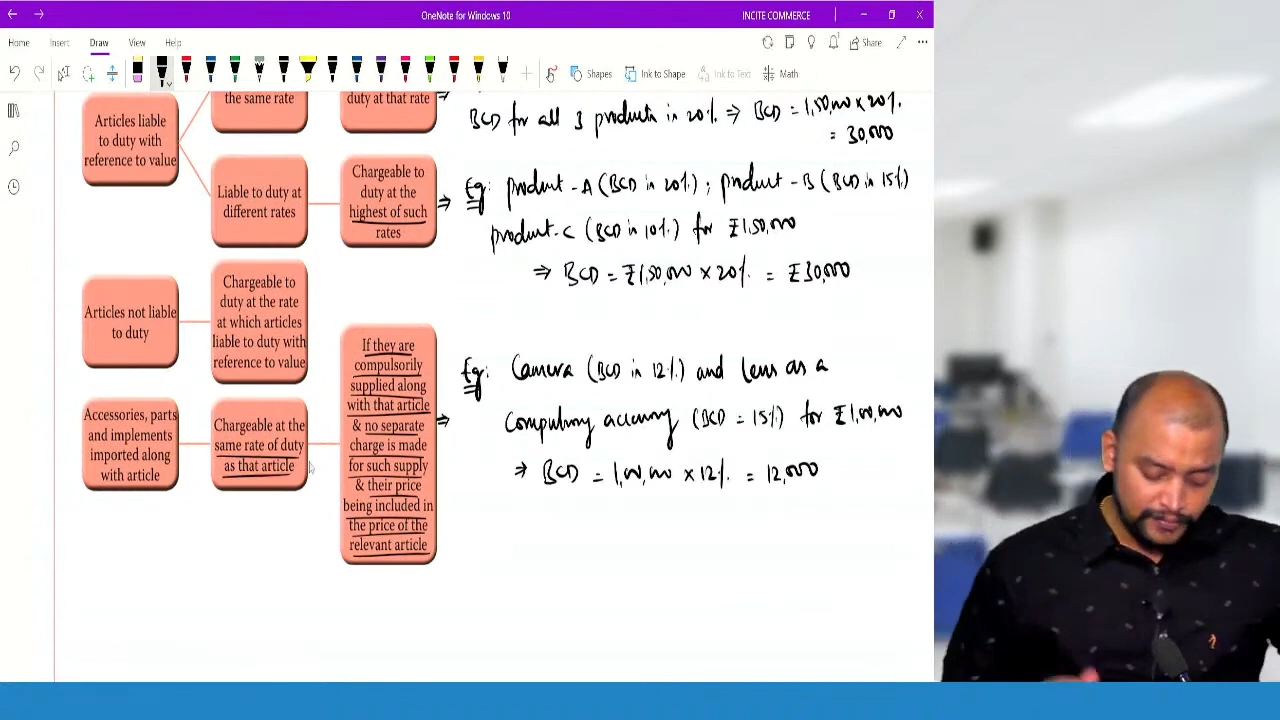 OneNote for Windows 10
INCITE COMMERCE
Home Insert Draw View Help
Share
Shapes Ink to Shape Ink to Text Math
Articles liable
to duty with
reference to value
the same rate
duty at that rate
BCD for all 3 products is 20% ⇒ BCD = 1,50,000 x 20%
= 30,000
Liable to duty at
different rates
Chargeable to
duty at the
highest of such
rates
⇒ Eg: product-A (BCD is 20%); product-B (BCD is 15%)
product-C (BCD is 10%) for ₹1,50,000
⇒ BCD = ₹1,50,000 x 20% = ₹30,000
Articles not liable
to duty
Chargeable to
duty at the rate
at which articles
liable to duty with
reference to value
Accessories, parts
and implements
imported along
with article
Chargeable at the
same rate of duty
as that article
If they are
compulsorily
supplied along
with that article
& no separate
charge is made
for such supply
& their price
being included in
the price of the
relevant article
⇒ Eg: Camera (BCD is 12%) and Lens as a
Compulsory accessory (BCD = 15%) for ₹1,00,000
⇒ BCD = 1,00,000 x 12% = 12,000